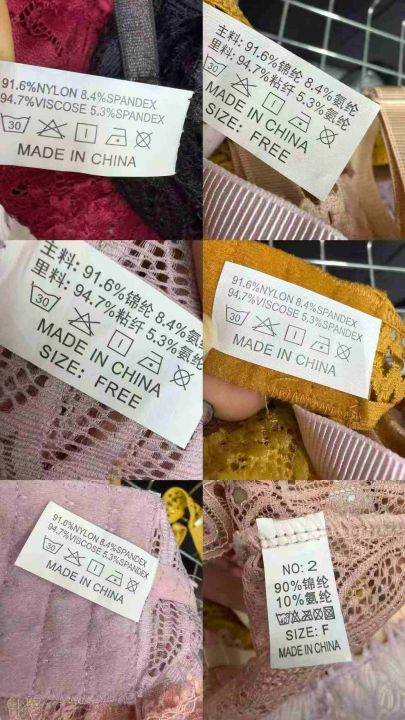 91.6%NYLON 8.4%SPANDEX
94.7%VISCOSE 5.3%SPANDEX
30
MADE IN CHINA
主料: 91.6%锦纶 8.4%氨纶
里料: 94.7%粘纤 5.3%氨纶
30
MADE IN CHINA
SIZE: FREE
主料: 91.6%锦纶 8.4%氨纶
里料: 94.7%粘纤 5.3%氨纶
30
MADE IN CHINA
SIZE: FREE
91.6%NYLON 8.4%SPANDEX
94.7%VISCOSE 5.3%SPANDEX
30
MADE IN CHINA
91.6%NYLON 8.4%SPANDEX
94.7%VISCOSE 5.3%SPANDEX
30
MADE IN CHINA
NO: 2
90%锦纶
10%氨纶
SIZE: F
MADE IN CHINA